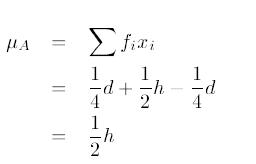 μ_A = ∑ f_i x_i
= 1/4 d + 1/2 h − 1/4 d
= 1/2 h